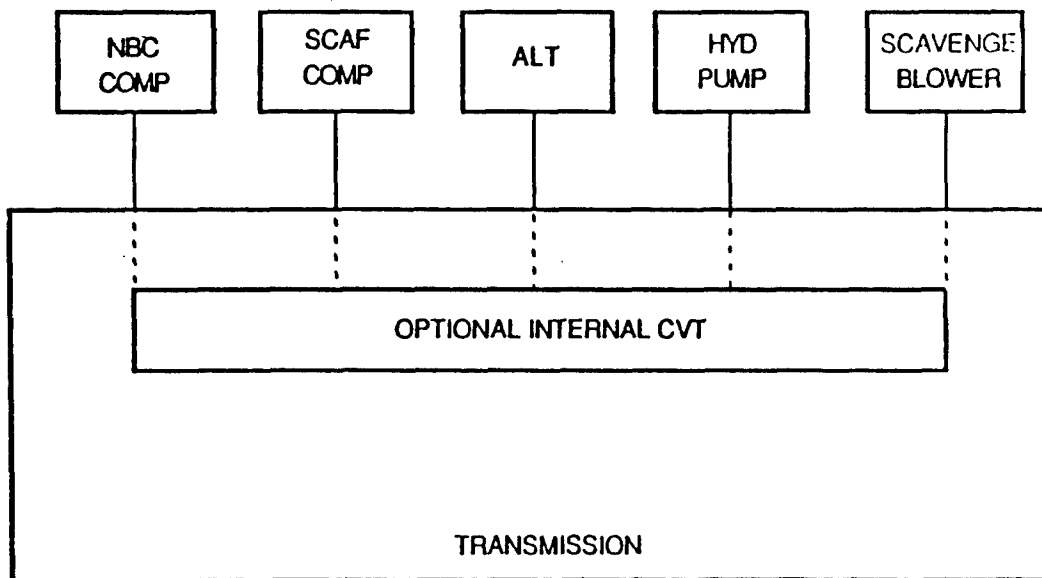 NBC
COMP
SCAF
COMP
ALT
HYD
PUMP
SCAVENGE
BLOWER
OPTIONAL INTERNAL CVT
TRANSMISSION